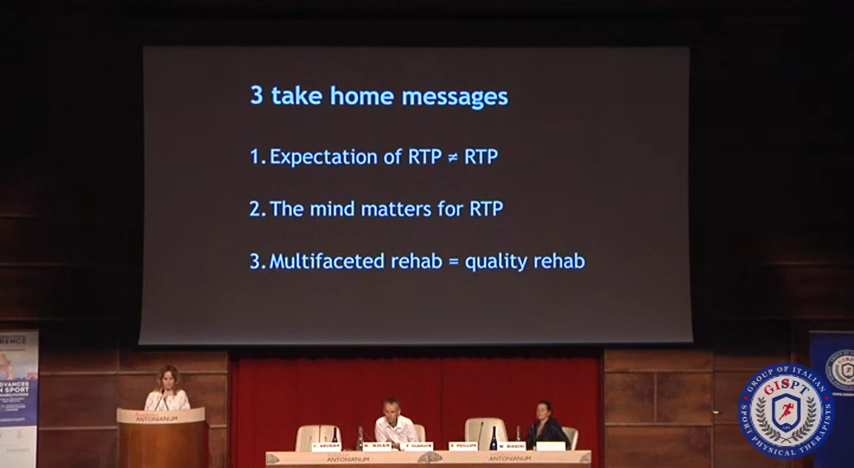 3 take home messages
1. Expectation of RTP ≠ RTP
2. The mind matters for RTP
3. Multifaceted rehab = quality rehab
ANTONIANUM
ANTONIANUM
ANTONIANUM
GROUP OF ITALIAN
GISPT
SPORT PHYSICAL THERAPISTS